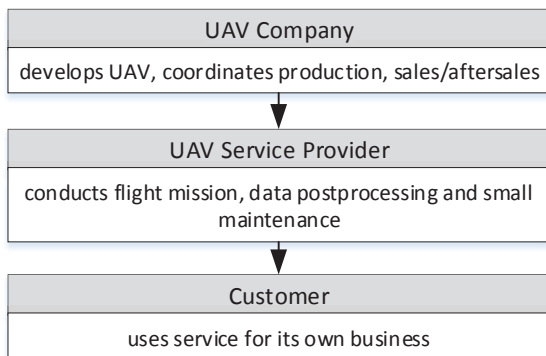 UAV Company
develops UAV, coordinates production, sales/aftersales
UAV Service Provider
conducts flight mission, data postprocessing and small
maintenance
Customer
uses service for its own business